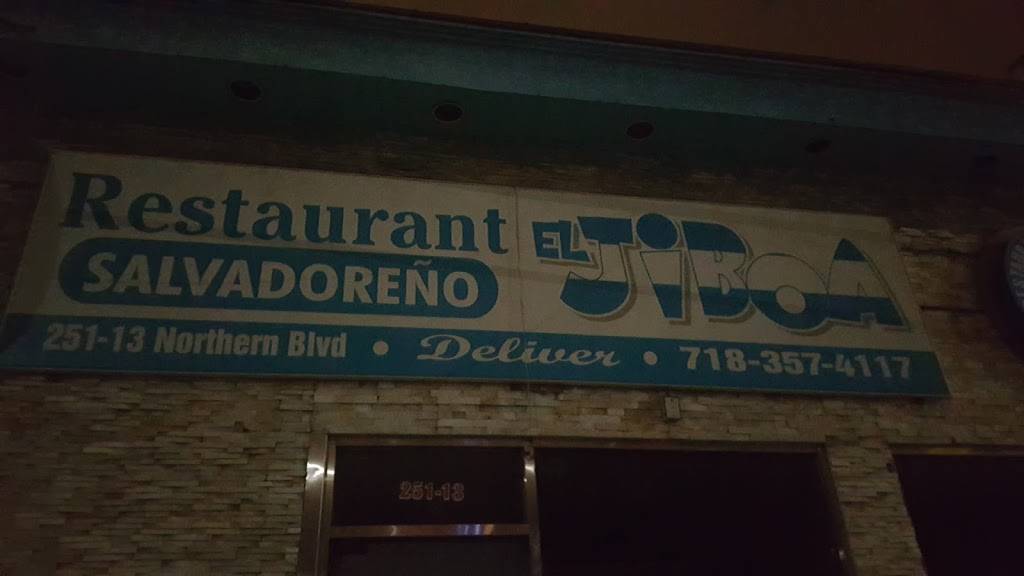 Restaurant
SALVADOREÑO
EL JiBOA
251-13 Northern Blvd • Deliver • 718-357-4117
251-13